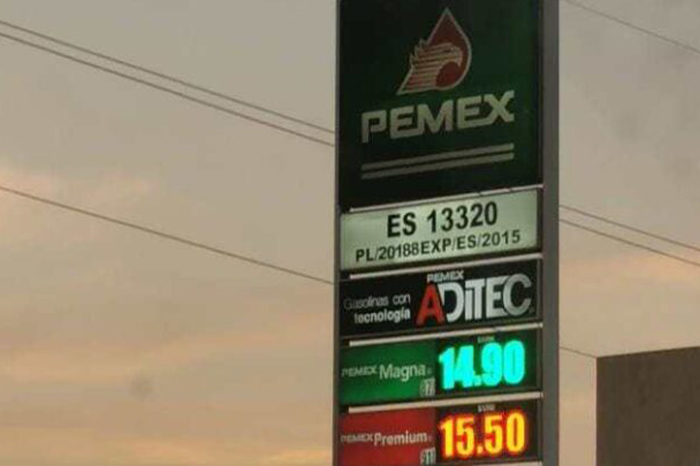 PEMEX
ES 13320
PL/20188EXP/ES/2015
Gasolinas con
tecnología
PEMEX
ADiTEC
PEMEX Magna
14.90
PEMEX Premium
15.50